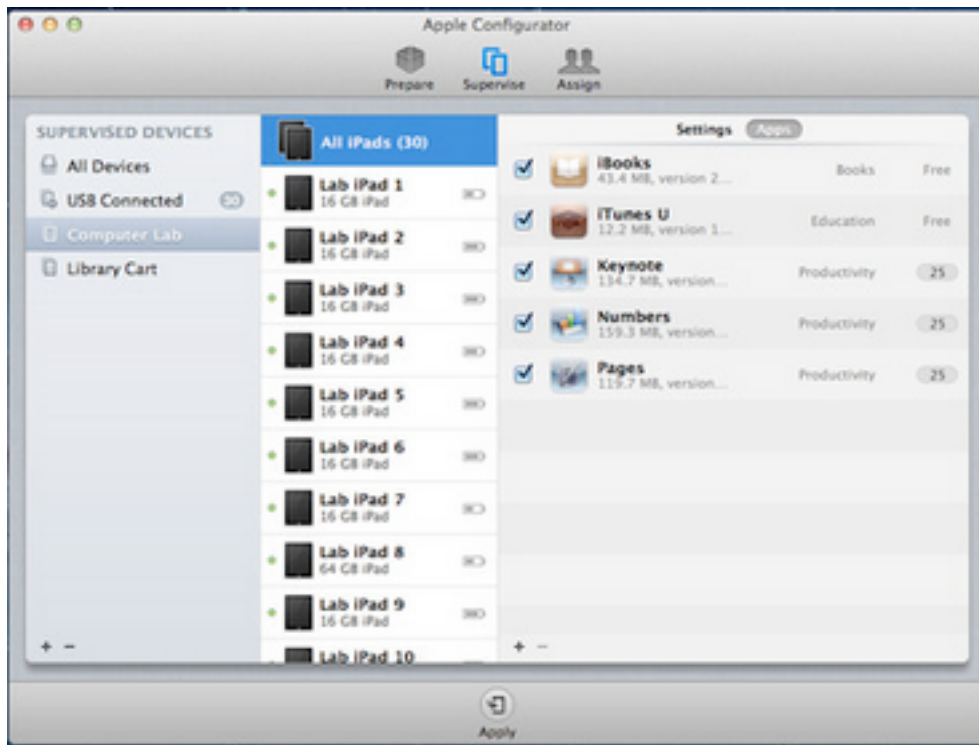 Apple Configurator
Prepare Supervise Assign
SUPERVISED DEVICES
All Devices
USB Connected 30
Computer Lab
Library Cart
All iPads (30)
Lab iPad 1
16 GB iPad
Lab iPad 2
16 GB iPad
Lab iPad 3
16 GB iPad
Lab iPad 4
16 GB iPad
Lab iPad 5
16 GB iPad
Lab iPad 6
16 GB iPad
Lab iPad 7
16 GB iPad
Lab iPad 8
64 GB iPad
Lab iPad 9
16 GB iPad
Lab iPad 10
Settings Apps
iBooks Books Free
43.4 MB, version 2...
iTunes U Education Free
12.2 MB, version 1...
Keynote Productivity 25
134.7 MB, version...
Numbers Productivity 25
159.3 MB, version...
Pages Productivity 25
119.7 MB, version...
+ -
+ -
Apply